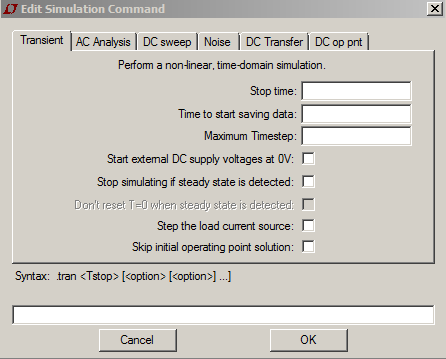 Edit Simulation Command
Transient AC Analysis DC sweep Noise DC Transfer DC op pnt
Perform a non-linear, time-domain simulation.
Stop time:
Time to start saving data:
Maximum Timestep:
Start external DC supply voltages at 0V:
Stop simulating if steady state is detected:
Don't reset T=0 when steady state is detected:
Step the load current source:
Skip initial operating point solution:
Syntax: .tran <Tstop> [<option> [<option>] ...]
Cancel OK